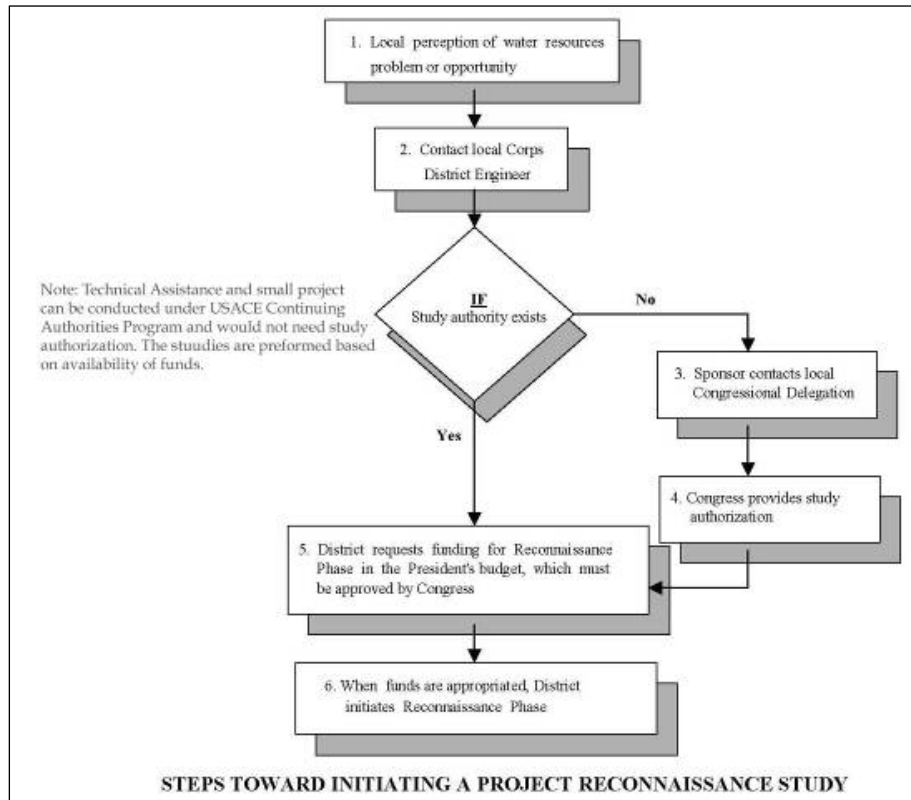 1. Local perception of water resources
problem or opportunity
2. Contact local Corps
District Engineer
IF
Study authority exists
No
Note: Technical Assistance and small project
can be conducted under USACE Continuing
Authorities Program and would not need study
authorization. The stuudies are preformed based
on availability of funds.
3. Sponsor contacts local
Congressional Delegation
Yes
4. Congress provides study
authorization
5. District requests funding for Reconnaissance
Phase in the President's budget, which must
be approved by Congress
6. When funds are appropriated, District
initiates Reconnaissance Phase
STEPS TOWARD INITIATING A PROJECT RECONNAISSANCE STUDY